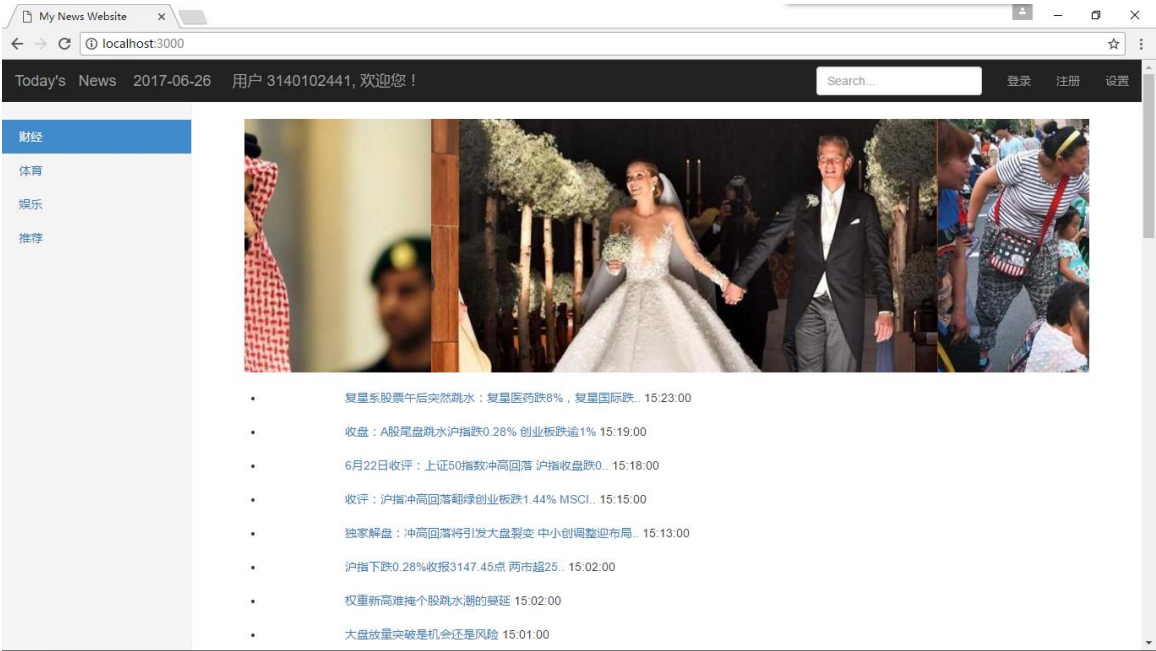 My News Website
localhost:3000
Today's News 2017-06-26 用户 3140102441, 欢迎您！ Search... 登录 注册 设置
财经
体育
娱乐
推荐
复星系股票午后突然跳水：复星医药跌8%，复星国际跌.. 15:23:00
收盘：A股尾盘跳水沪指跌0.28% 创业板跌逾1% 15:19:00
6月22日收评：上证50指数冲高回落 沪指收盘跌0.. 15:18:00
收评：沪指冲高回落翻绿创业板跌1.44% MSCI.. 15:15:00
独家解盘：冲高回落将引发大盘裂变 中小创调整迎布局.. 15:13:00
沪指下跌0.28%收报3147.45点 两市超25.. 15:02:00
权重新高难掩个股跳水潮的蔓延 15:02:00
大盘放量突破是机会还是风险 15:01:00